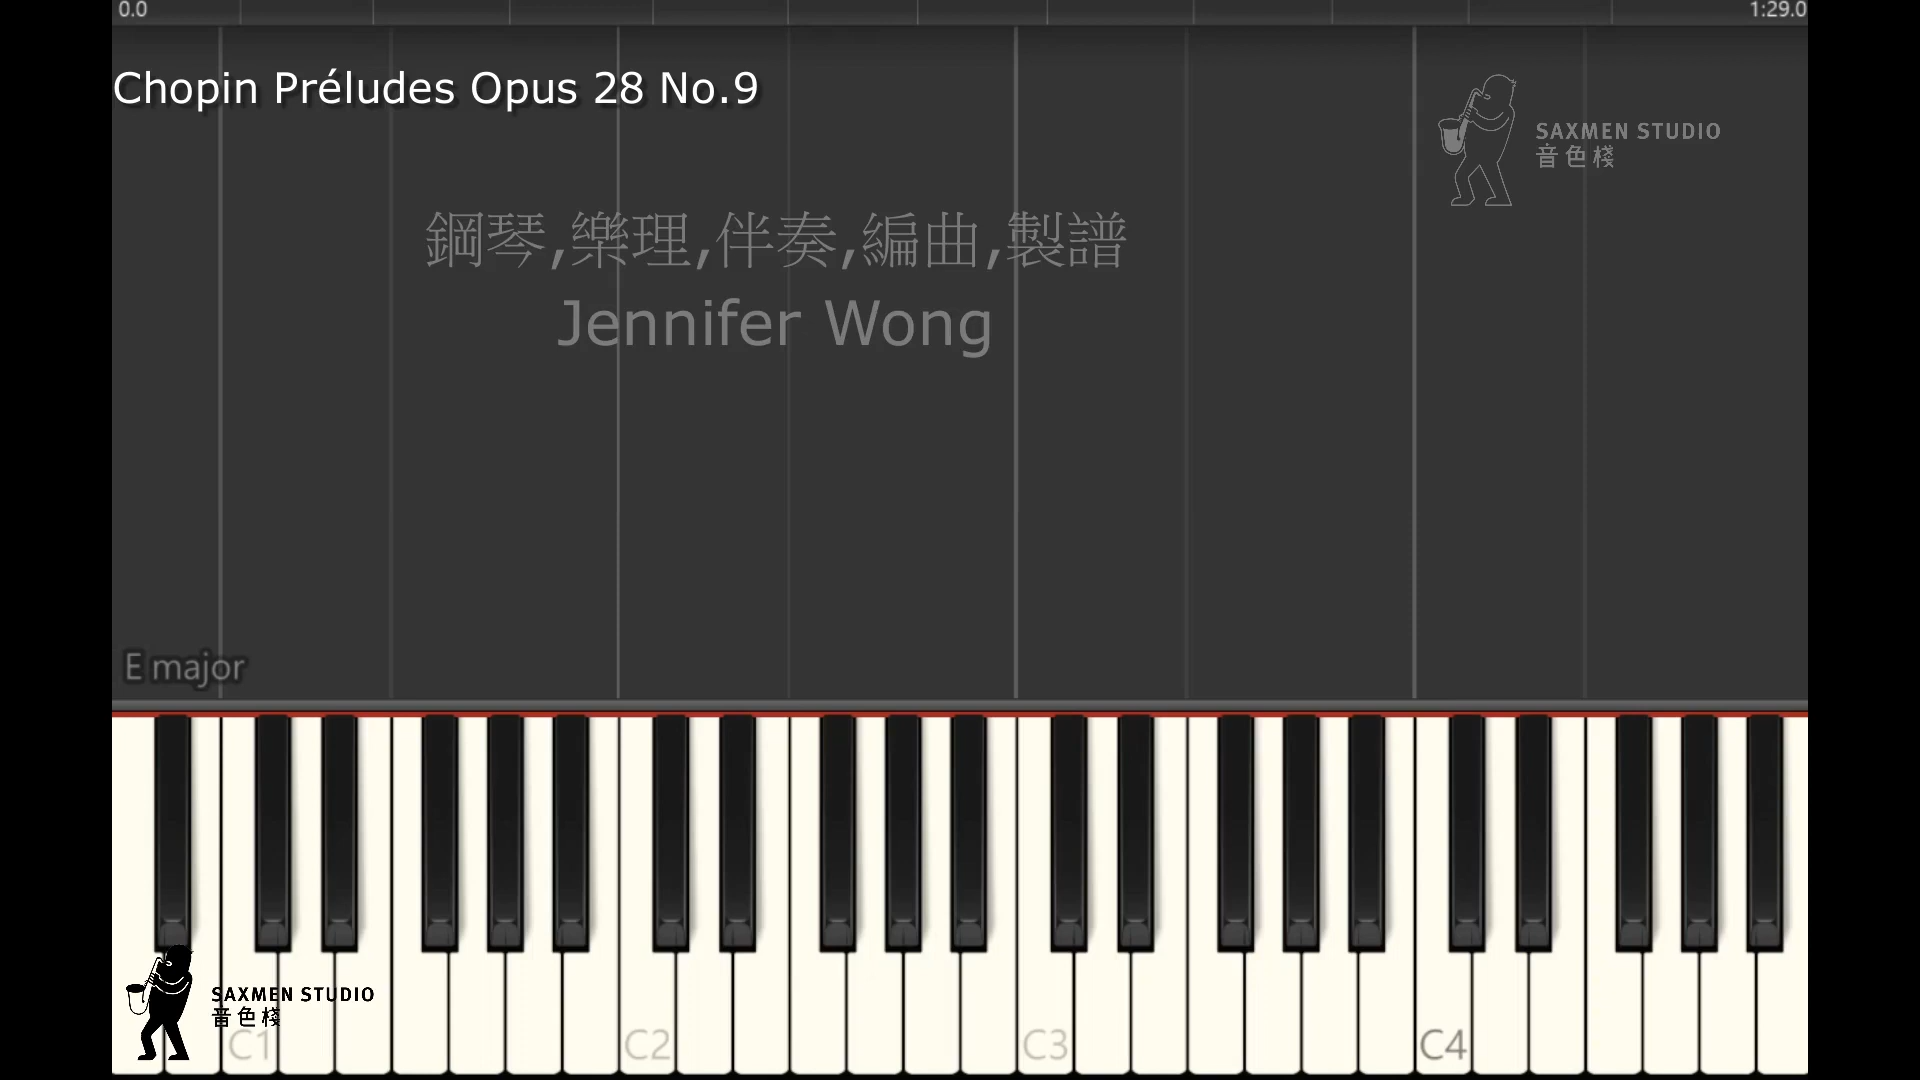 0.0
1:29.0
Chopin Préludes Opus 28 No.9
SAXMEN STUDIO
音色棧
鋼琴,樂理,伴奏,編曲,製譜
Jennifer Wong
E major
SAXMEN STUDIO
音色棧
C1
C2
C3
C4